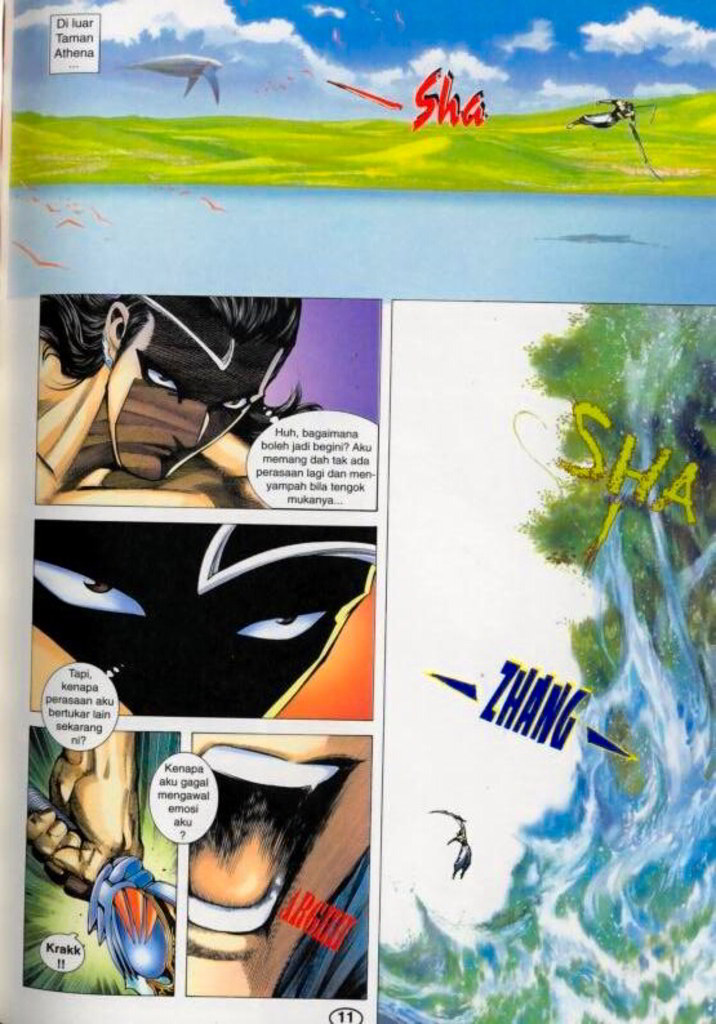 Di luar
Taman
Athena
...
Sha
Huh, bagaimana
boleh jadi begini? Aku
memang dah tak ada
perasaan lagi dan men-
yampah bila tengok
mukanya...
SHA
Tapi,
kenapa
perasaan aku
bertukar lain
sekarang
ni?
ZHANG
Kenapa
aku gagal
mengawal
emosi
aku
?
Krakk
!!
11